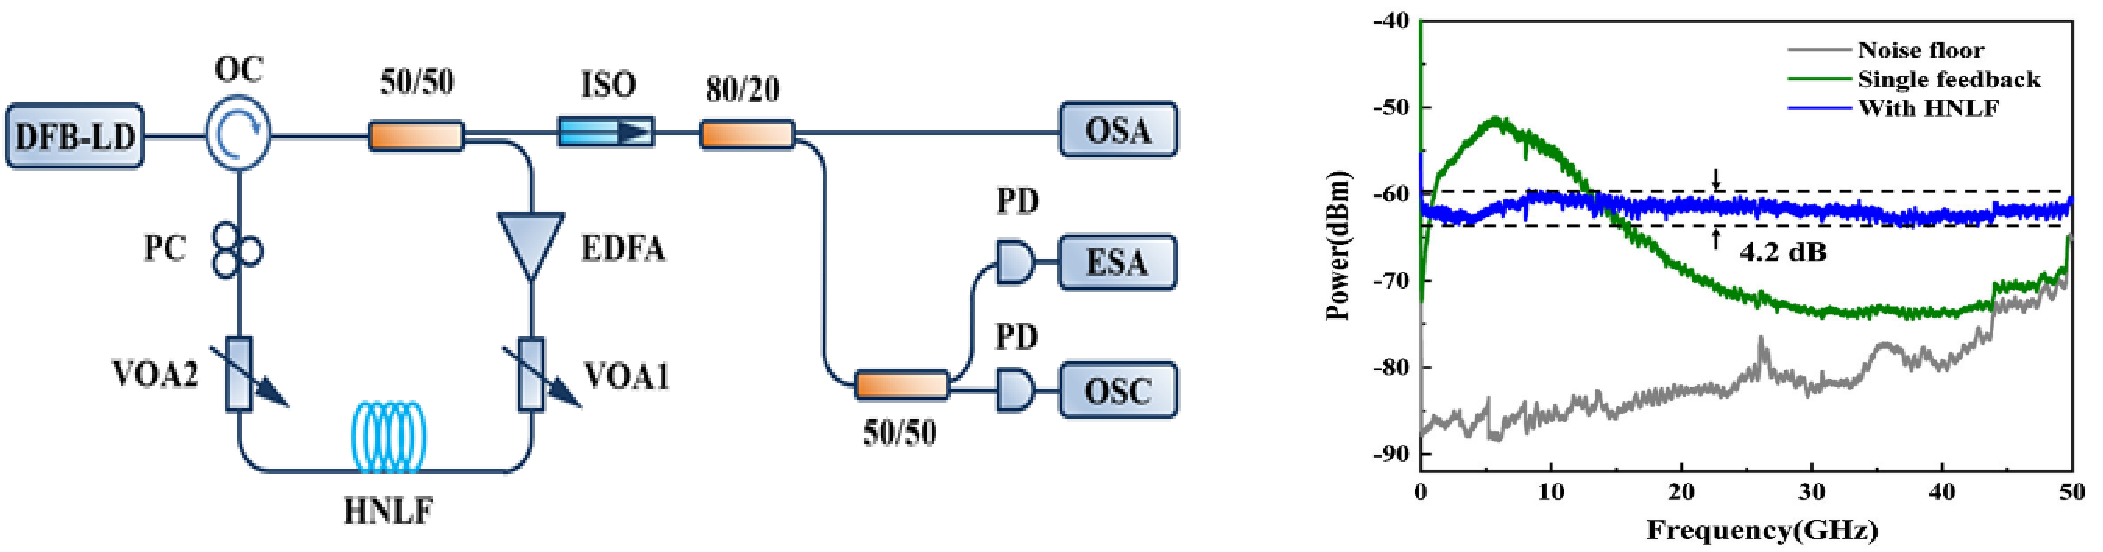 OC
50/50
ISO
80/20
DFB-LD
OSA
PD
PC
EDFA
ESA
PD
VOA2
VOA1
OSC
50/50
HNLF
-40
-50
-60
-70
-80
-90
Power(dBm)
Noise floor
Single feedback
With HNLF
4.2 dB
0
10
20
30
40
50
Frequency(GHz)